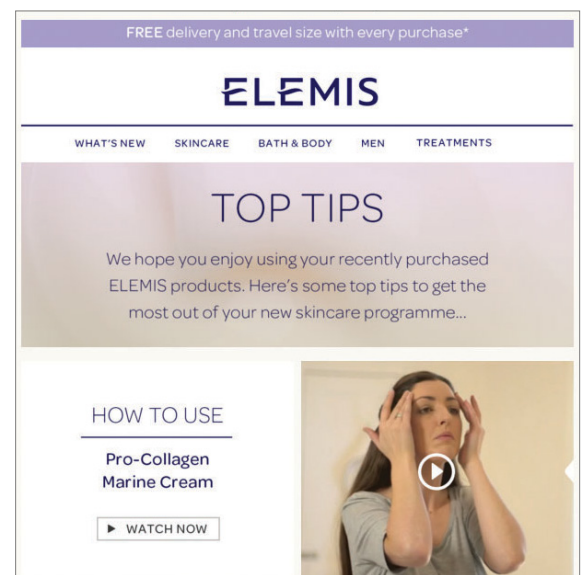 FREE delivery and travel size with every purchase*
ELEMIS
WHAT'S NEW SKINCARE BATH & BODY MEN TREATMENTS
TOP TIPS
We hope you enjoy using your recently purchased
ELEMIS products. Here's some top tips to get the
most out of your new skincare programme...
HOW TO USE
Pro-Collagen
Marine Cream
WATCH NOW